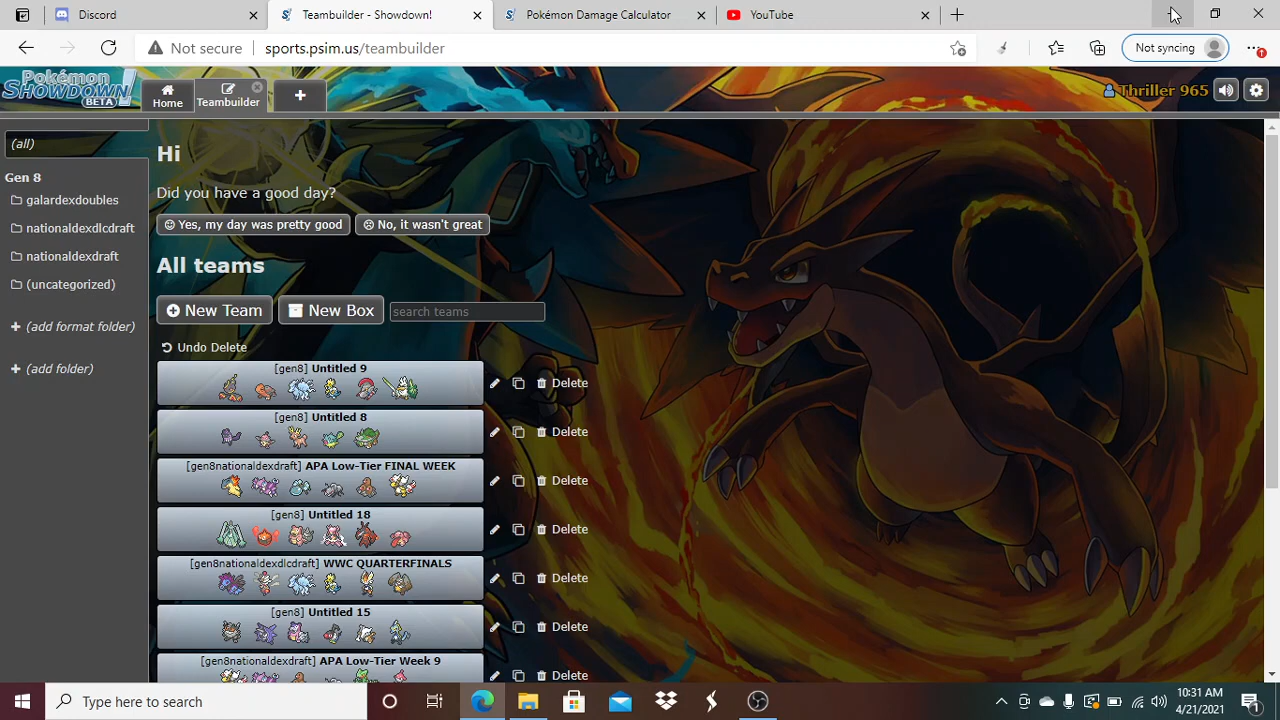 Discord
Teambuilder - Showdown!
Pokémon Damage Calculator
YouTube
Not secure
sports.psim.us/teambuilder
Not syncing
Pokémon
SHOWDOWN!
BETA
Home
Teambuilder
Thriller 965
(all)
Gen 8
galardexdoubles
nationaldexdlcdraft
nationaldexdraft
(uncategorized)
(add format folder)
(add folder)
Hi
Did you have a good day?
Yes, my day was pretty good
No, it wasn't great
All teams
New Team
New Box
search teams
Undo Delete
[gen8] Untitled 9
Delete
[gen8] Untitled 8
Delete
[gen8nationaldexdraft] APA Low-Tier FINAL WEEK
Delete
[gen8] Untitled 18
Delete
[gen8nationaldexdlcdraft] WWC QUARTERFINALS
Delete
[gen8] Untitled 15
Delete
[gen8nationaldexdraft] APA Low-Tier Week 9
Delete
Type here to search
10:31 AM
4/21/2021
1